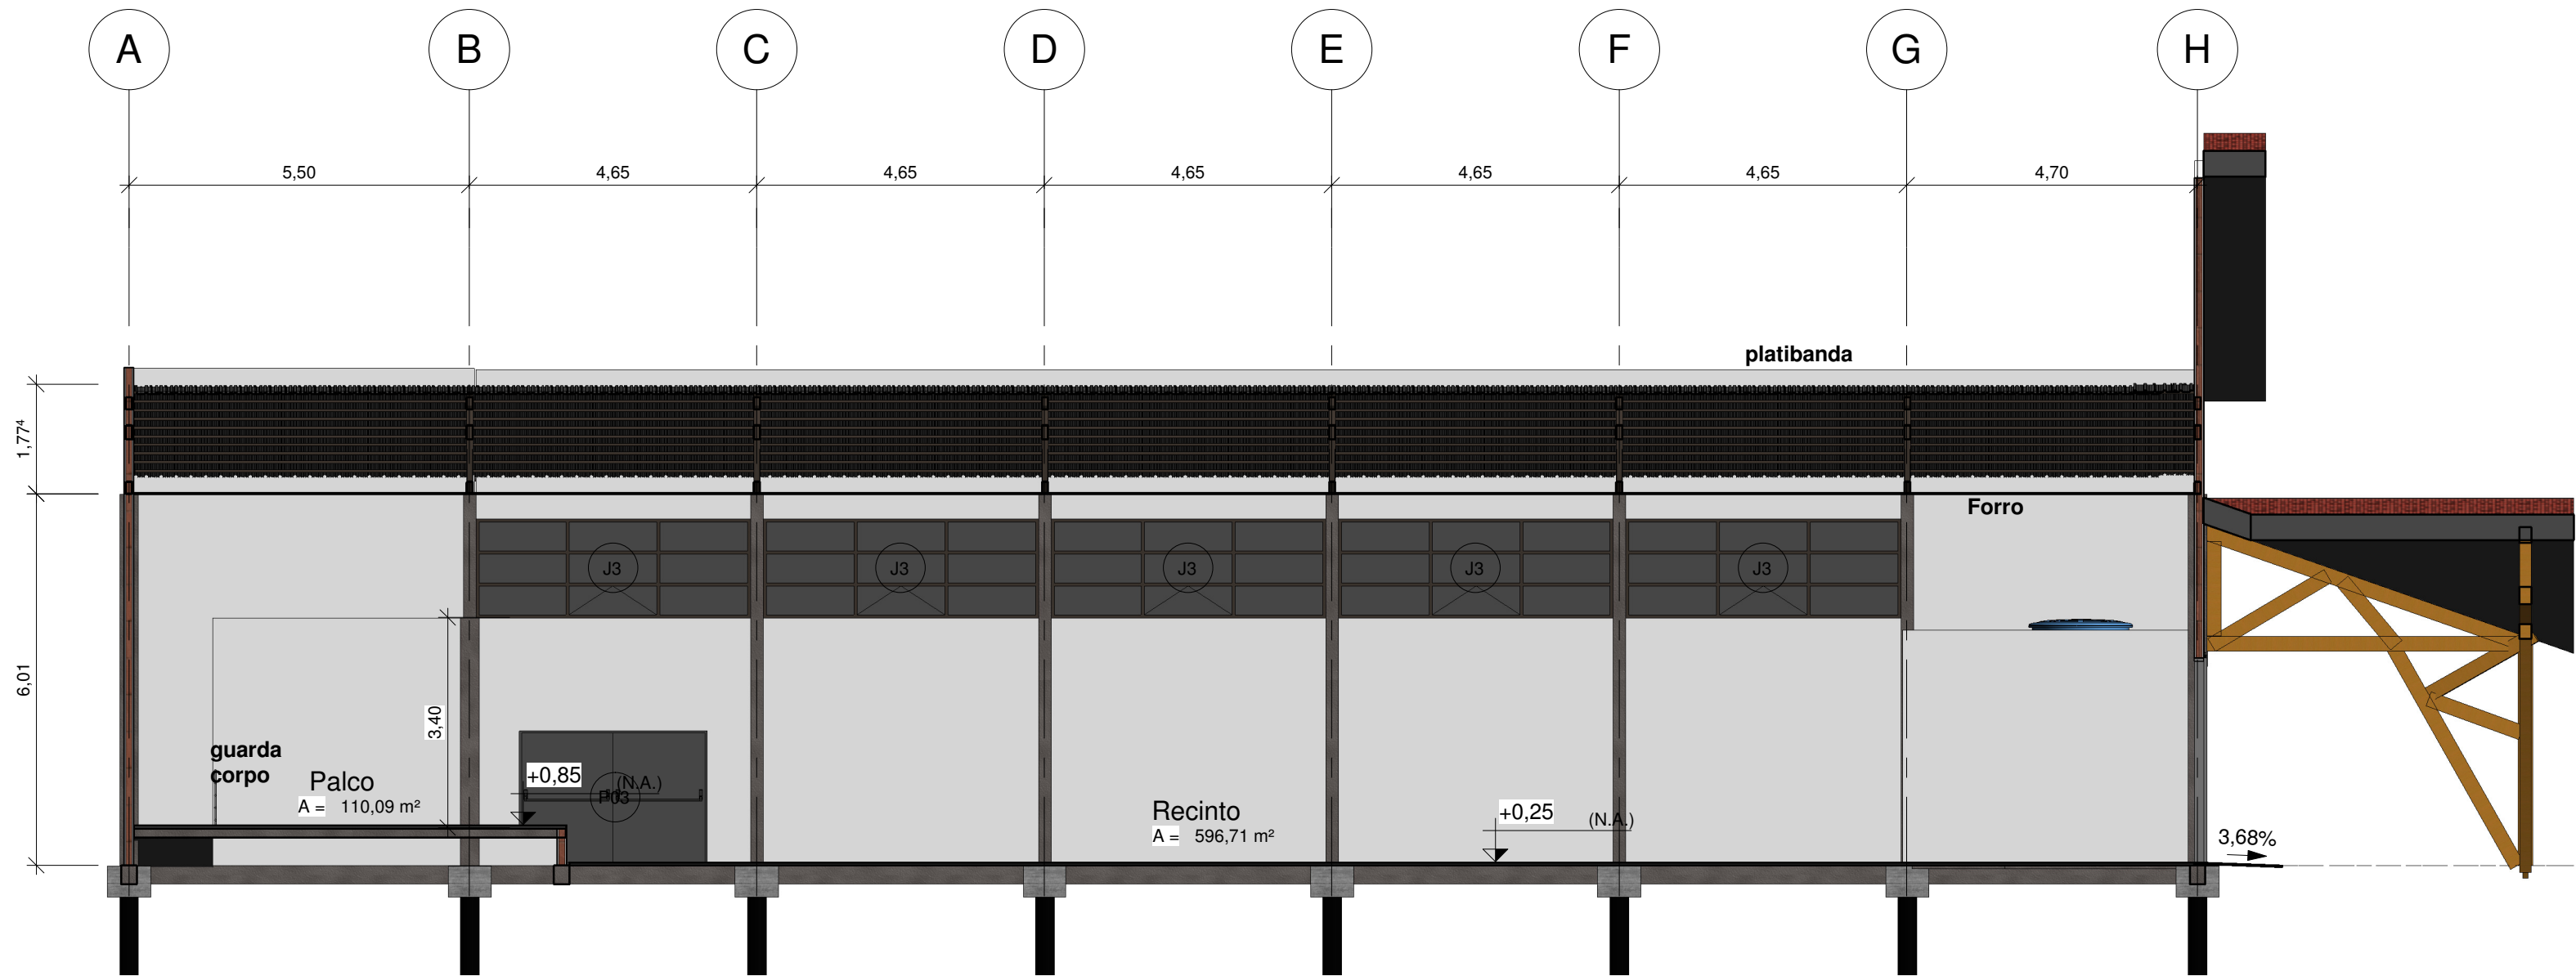 A B C D E F G H
5,50 4,65 4,65 4,65 4,65 4,65 4,70
platibanda
1,77⁴
Forro
J3 J3 J3 J3 J3
6,01
3,40
guarda
corpo
Palco
A = 110,09 m²
+0,85
(N.A.)
P03
Recinto
A = 596,71 m²
+0,25
(N.A.)
3,68%